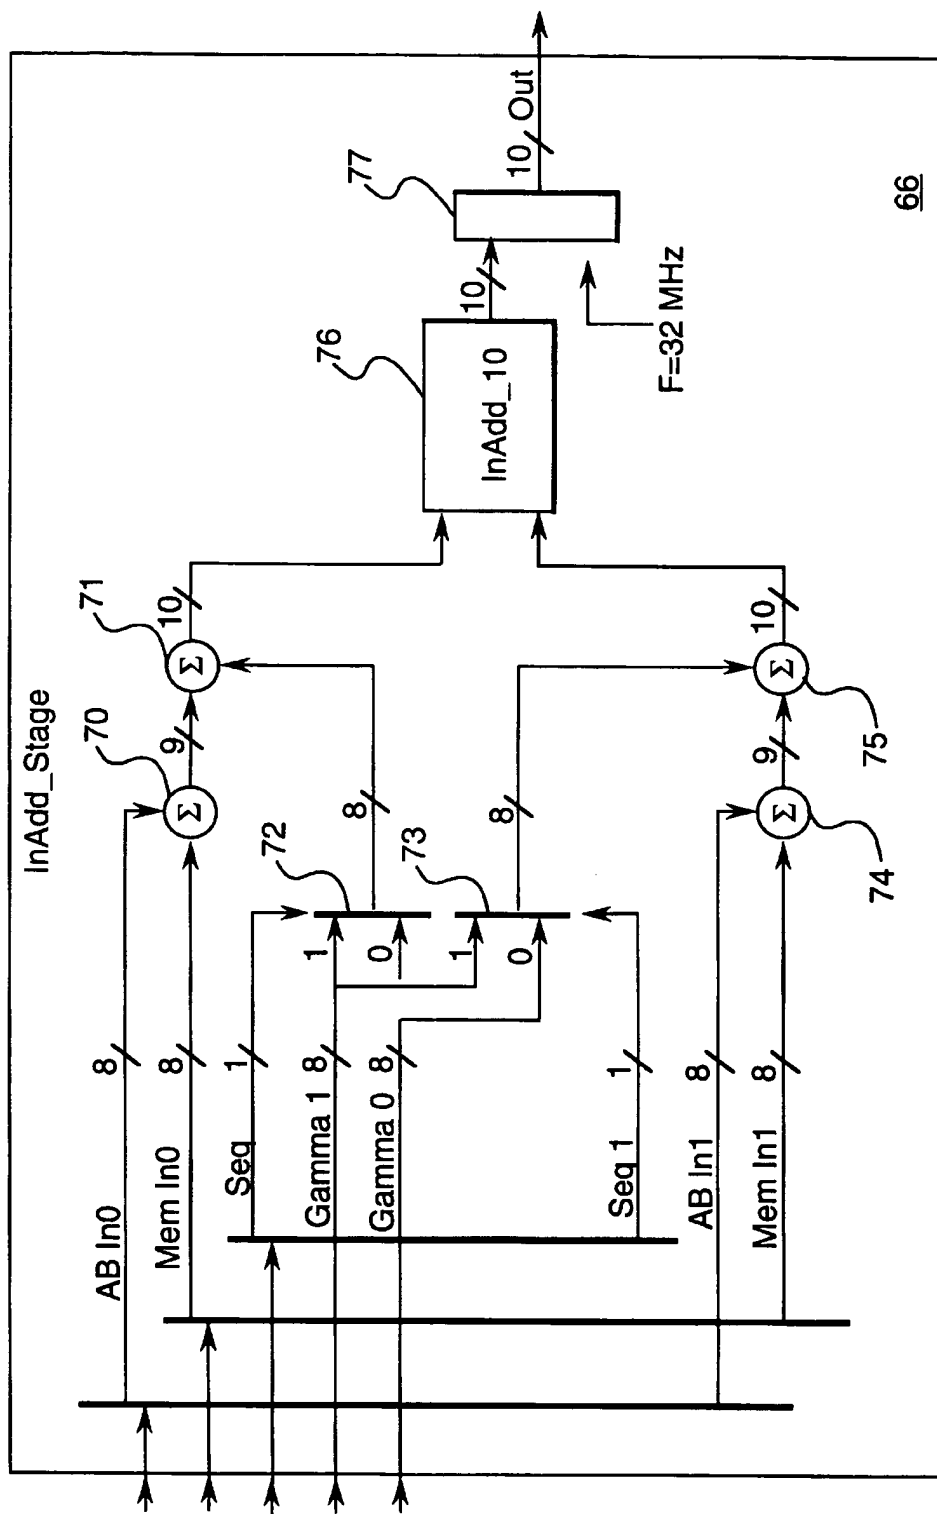 InAdd_Stage
AB In0
8
Mem In0
8
70
Σ
9
71
Σ
10
Seq
1
Gamma 1
8
Gamma 0
8
1
0
72
8
1
0
73
8
Seq 1
1
AB In1
8
Mem In1
8
Σ
74
9
Σ
75
10
InAdd_10
76
10
77
F=32 MHz
10
Out
66